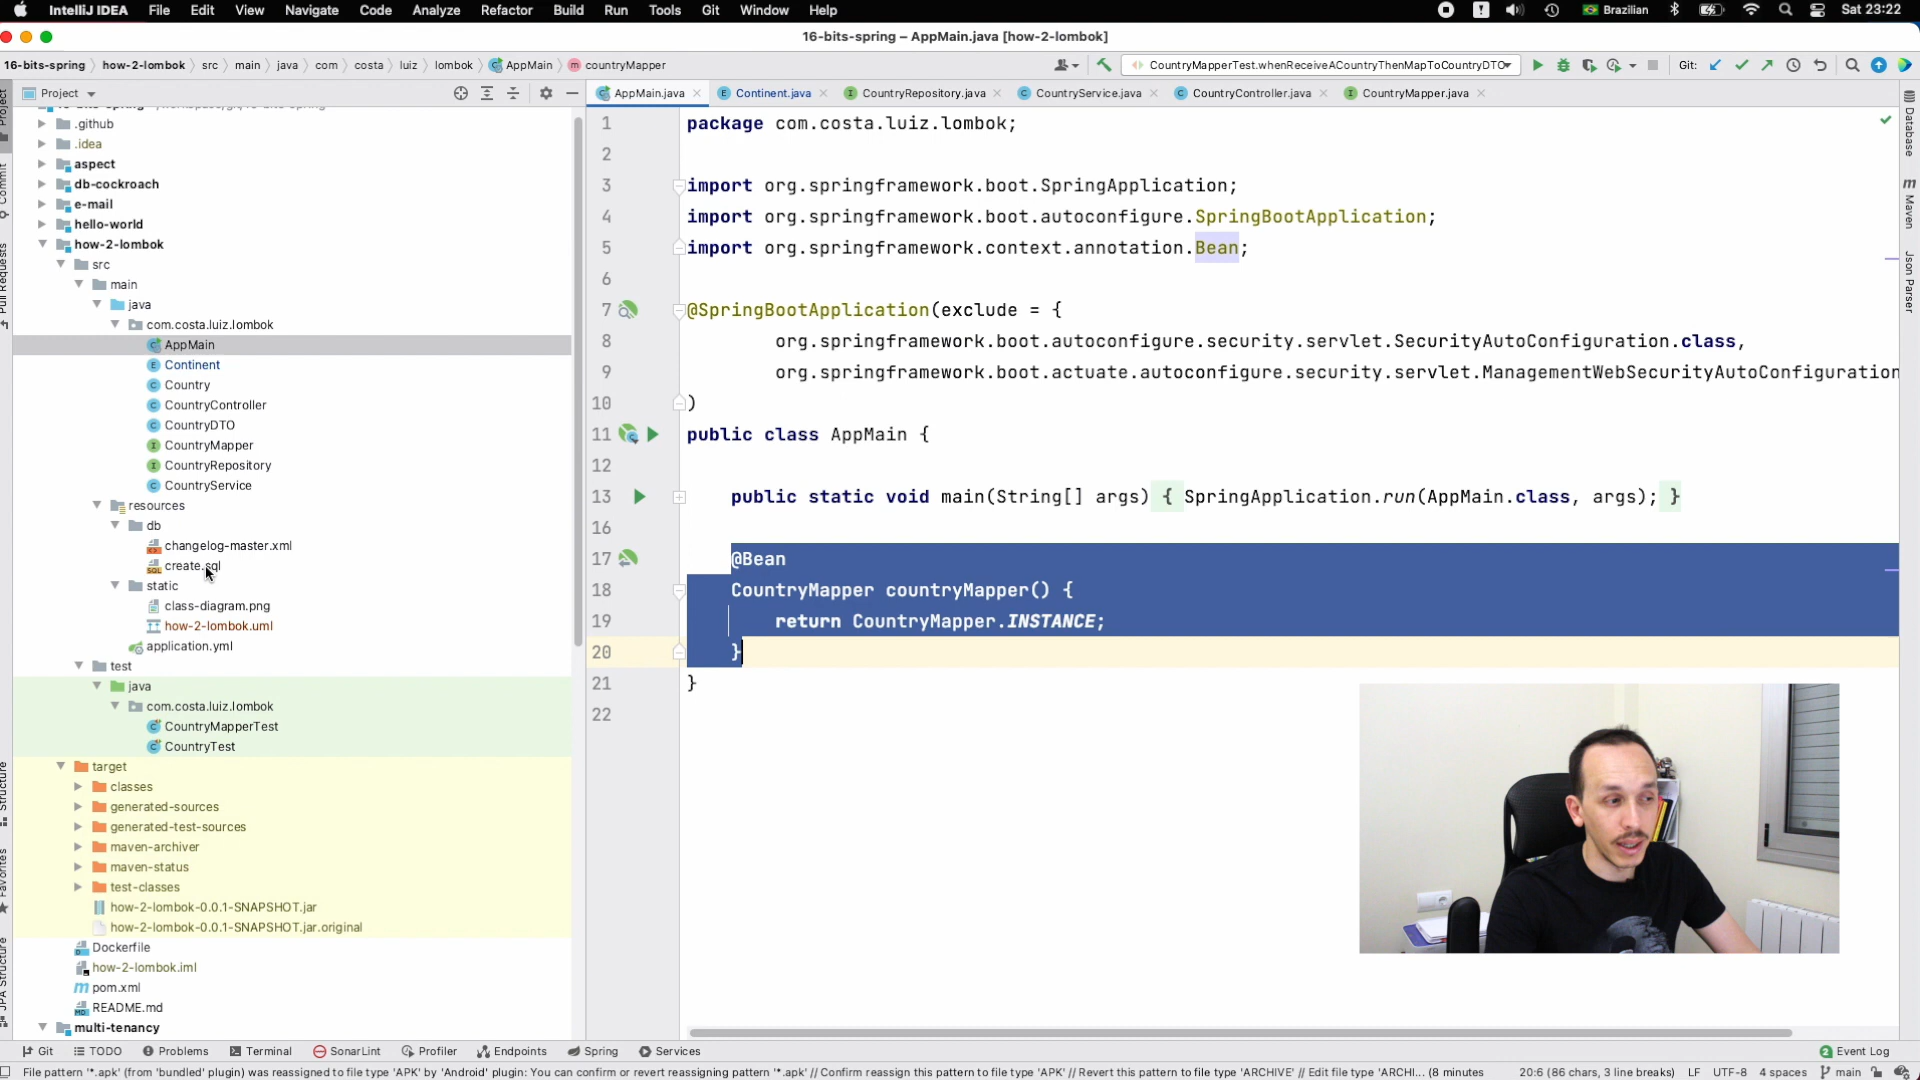 IntelliJ IDEA File Edit View Navigate Code Analyze Refactor Build Run Tools Git Window Help Brazilian Sat 23:22
16-bits-spring – AppMain.java [how-2-lombok]
16-bits-spring how-2-lombok src main java com costa luiz lombok AppMain countryMapper CountryMapperTest.whenReceiveACountryThenMapToCountryDTO Git:
Project
AppMain.java Continent.java CountryRepository.java CountryService.java CountryController.java CountryMapper.java
.github
.idea
aspect
db-cockroach
e-mail
hello-world
how-2-lombok
src
main
java
com.costa.luiz.lombok
AppMain
Continent
Country
CountryController
CountryDTO
CountryMapper
CountryRepository
CountryService
resources
db
changelog-master.xml
create.sql
static
class-diagram.png
how-2-lombok.uml
application.yml
test
java
com.costa.luiz.lombok
CountryMapperTest
CountryTest
target
classes
generated-sources
generated-test-sources
maven-archiver
maven-status
test-classes
how-2-lombok-0.0.1-SNAPSHOT.jar
how-2-lombok-0.0.1-SNAPSHOT.jar.original
Dockerfile
how-2-lombok.iml
pom.xml
README.md
multi-tenancy
1 package com.costa.luiz.lombok;
2
3 import org.springframework.boot.SpringApplication;
4 import org.springframework.boot.autoconfigure.SpringBootApplication;
5 import org.springframework.context.annotation.Bean;
6
7 @SpringBootApplication(exclude = {
8 org.springframework.boot.autoconfigure.security.servlet.SecurityAutoConfiguration.class,
9 org.springframework.boot.actuate.autoconfigure.security.servlet.ManagementWebSecurityAutoConfiguration
10 )
11 public class AppMain {
12
13 public static void main(String[] args) { SpringApplication.run(AppMain.class, args); }
16
17 @Bean
18 CountryMapper countryMapper() {
19 return CountryMapper.INSTANCE;
20 }
21 }
22
Project
Commit
Pull Requests
Structure
Favorites
JPA Structure
Database
Maven
Json Parser
Git TODO Problems Terminal SonarLint Profiler Endpoints Spring Services 2 Event Log
File pattern '*.apk' (from 'bundled' plugin) was reassigned to file type 'APK' by 'Android' plugin: You can confirm or revert reassigning pattern '*.apk' // Confirm reassign this pattern to file type 'APK' // Revert this pattern to file type 'ARCHIVE' // Edit file type 'ARCHI... (8 minutes 20:6 (86 chars, 3 line breaks) LF UTF-8 4 spaces main